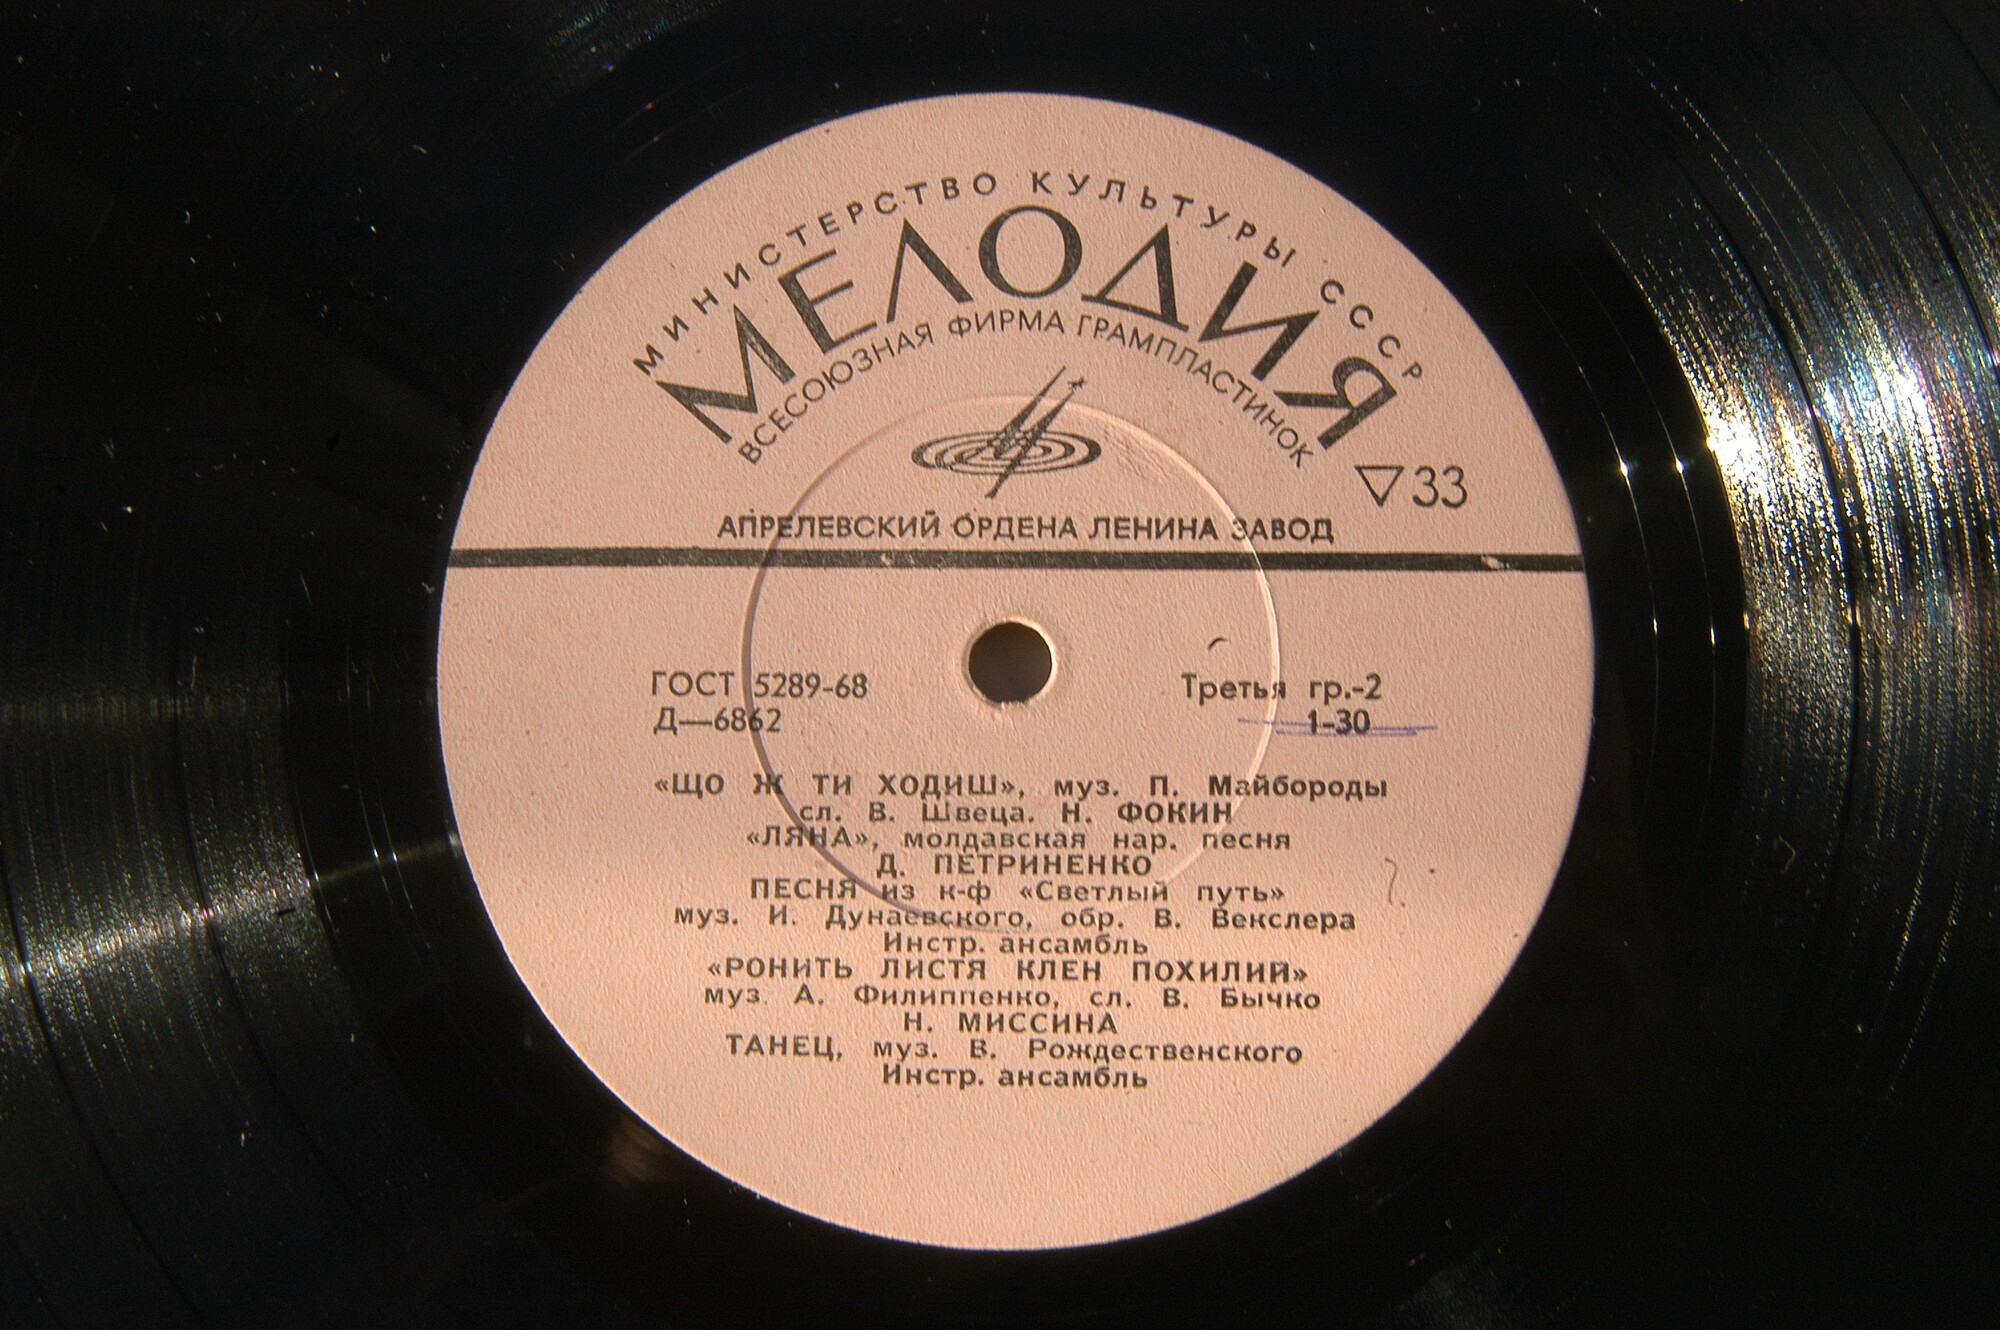 МИНИСТЕРСТВО КУЛЬТУРЫ СССР
МЕЛОДИЯ
ВСЕСОЮЗНАЯ ФИРМА ГРАМПЛАСТИНОК
▽33
АПРЕЛЕВСКИЙ ОРДЕНА ЛЕНИНА ЗАВОД
ГОСТ 5289-68 Третья гр.-2
Д—6862 1-30
«ЩО Ж ТИ ХОДИШ», муз. П. Майбороды
сл. В. Швеца. Н. ФОКИН
«ЛЯНА», молдавская нар. песня
Д. ПЕТРИНЕНКО
ПЕСНЯ из к-ф «Светлый путь»
муз. И. Дунаевского, обр. В. Векслера
Инстр. ансамбль
«РОНИТЬ ЛИСТЯ КЛЕН ПОХИЛИЙ»
муз. А. Филиппенко, сл. В. Бычко
Н. МИССИНА
ТАНЕЦ, муз. В. Рождественского
Инстр. ансамбль